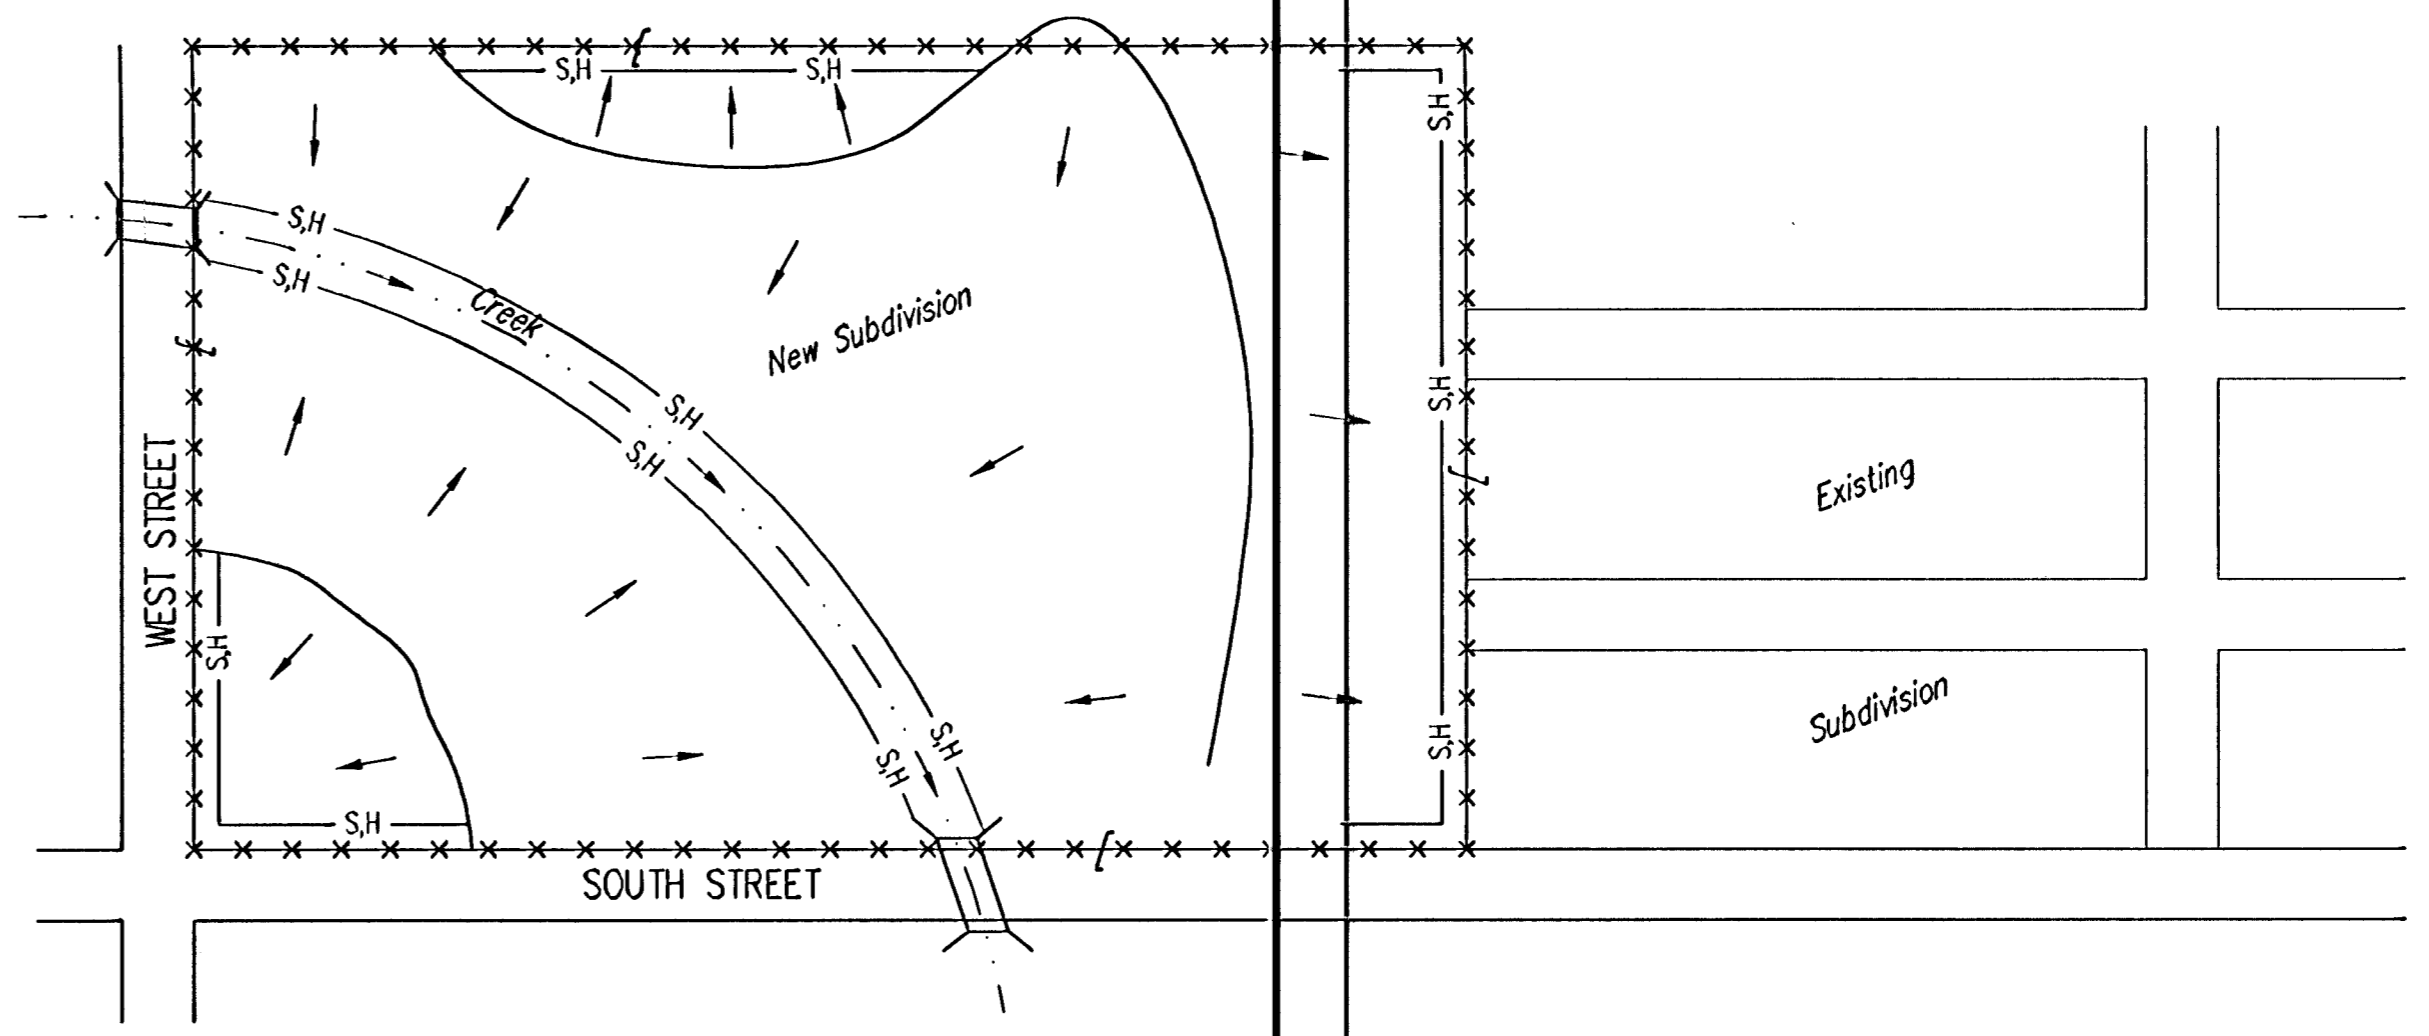 S,H
S,H
S,H
S,H
S,H
Creek
New Subdivision
S,H
S,H
S,H
WEST STREET
Existing
S,H
Subdivision
S,H
S,H
S,H
S,H
SOUTH STREET